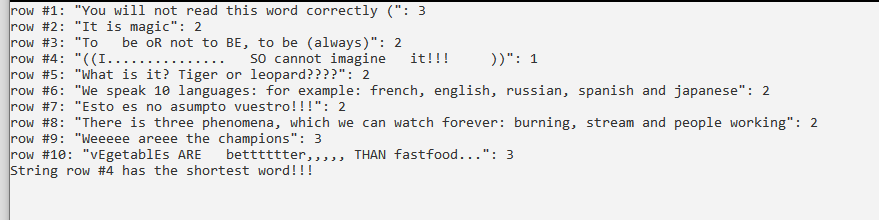 row #1: "You will not read this word correctly (": 3
row #2: "It is magic": 2
row #3: "To   be oR not to BE, to be (always)": 2
row #4: "((I...............   SO cannot imagine   it!!!     ))": 1
row #5: "What is it? Tiger or leopard????": 2
row #6: "We speak 10 languages: for example: french, english, russian, spanish and japanese": 2
row #7: "Esto es no asumpto vuestro!!!": 2
row #8: "There is three phenomena, which we can watch forever: burning, stream and people working": 2
row #9: "Weeeee areee the champions": 3
row #10: "vEgetablEs ARE   betttttter,,,,, THAN fastfood...": 3
String row #4 has the shortest word!!!